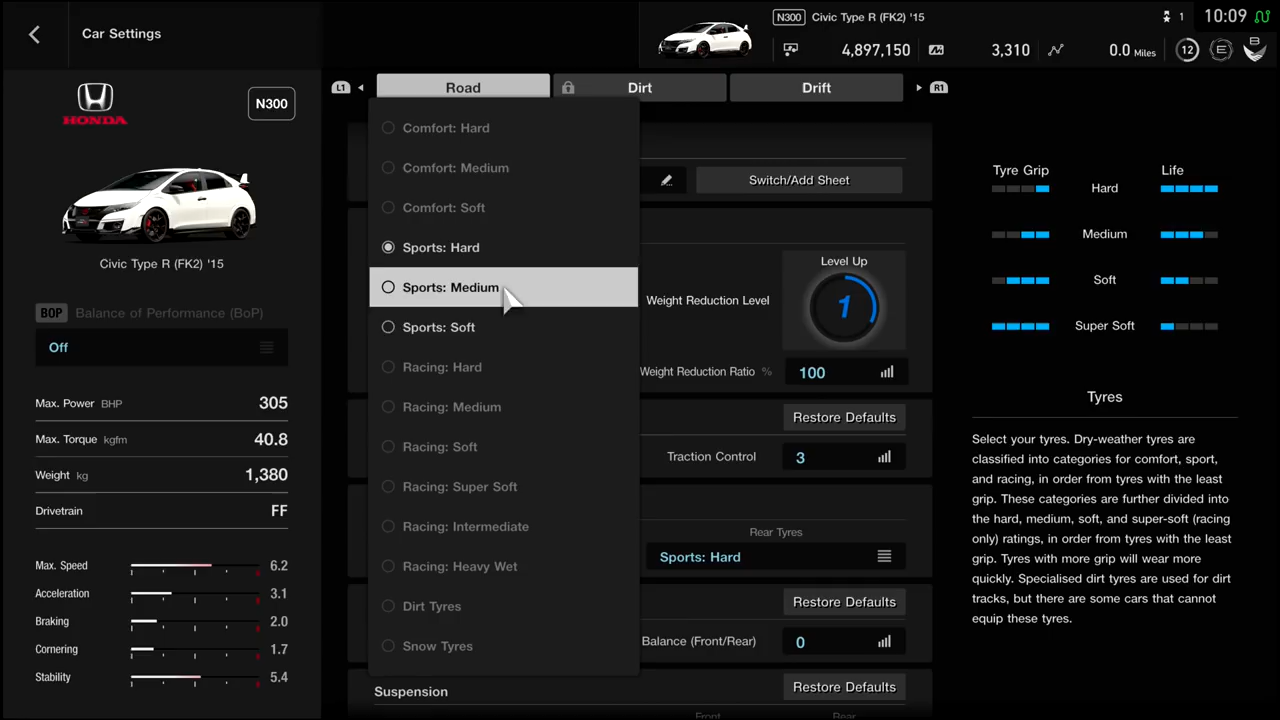 Car Settings
N300 Civic Type R (FK2) '15
4,897,150
3,310
0.0 Miles
12
E
B
1
10:09
HONDA
N300
Civic Type R (FK2) '15
BOP Balance of Performance (BoP)
Off
Max. Power BHP 305
Max. Torque kgfm 40.8
Weight kg 1,380
Drivetrain FF
Max. Speed 6.2
Acceleration 3.1
Braking 2.0
Cornering 1.7
Stability 5.4
L1 Road Dirt Drift R1
Comfort: Hard
Comfort: Medium
Comfort: Soft
Sports: Hard
Sports: Medium
Sports: Soft
Racing: Hard
Racing: Medium
Racing: Soft
Racing: Super Soft
Racing: Intermediate
Racing: Heavy Wet
Dirt Tyres
Snow Tyres
Switch/Add Sheet
Level Up
Weight Reduction Level 1
Weight Reduction Ratio % 100
Restore Defaults
Traction Control 3
Rear Tyres
Sports: Hard
Restore Defaults
Balance (Front/Rear) 0
Suspension Restore Defaults
Front Rear
Tyre Grip Life
Hard
Medium
Soft
Super Soft
Tyres
Select your tyres. Dry-weather tyres are
classified into categories for comfort, sport,
and racing, in order from tyres with the least
grip. These categories are further divided into
the hard, medium, soft, and super-soft (racing
only) ratings, in order from tyres with the least
grip. Tyres with more grip will wear more
quickly. Specialised dirt tyres are used for dirt
tracks, but there are some cars that cannot
equip these tyres.